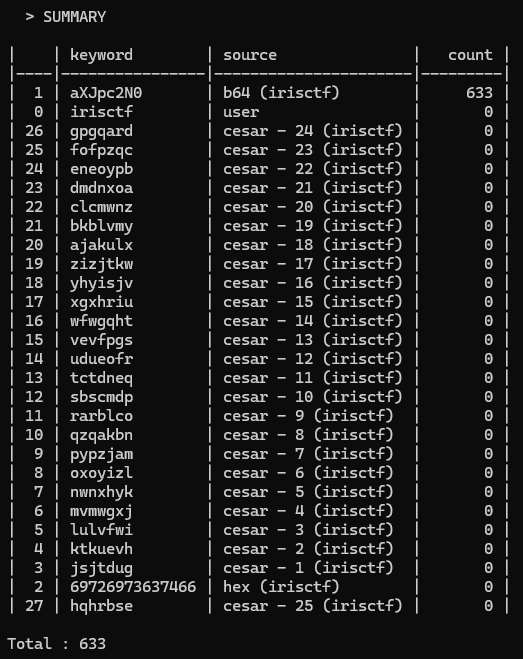 > SUMMARY
|    | keyword        | source                | count |
|----|----------------|-----------------------|---------|
| 1 | aXJpc2N0 | b64 (irisctf) | 633 |
| 0 | irisctf | user | 0 |
| 26 | gpgqard | cesar - 24 (irisctf) | 0 |
| 25 | fofpzqc | cesar - 23 (irisctf) | 0 |
| 24 | eneoypb | cesar - 22 (irisctf) | 0 |
| 23 | dmdnxoa | cesar - 21 (irisctf) | 0 |
| 22 | clcmwnz | cesar - 20 (irisctf) | 0 |
| 21 | bkblvmy | cesar - 19 (irisctf) | 0 |
| 20 | ajakulx | cesar - 18 (irisctf) | 0 |
| 19 | zizjtkw | cesar - 17 (irisctf) | 0 |
| 18 | yhyisjv | cesar - 16 (irisctf) | 0 |
| 17 | xgxhriu | cesar - 15 (irisctf) | 0 |
| 16 | wfwgqht | cesar - 14 (irisctf) | 0 |
| 15 | vevfpgs | cesar - 13 (irisctf) | 0 |
| 14 | udueofr | cesar - 12 (irisctf) | 0 |
| 13 | tctdneq | cesar - 11 (irisctf) | 0 |
| 12 | sbscmdp | cesar - 10 (irisctf) | 0 |
| 11 | rarblco | cesar - 9 (irisctf) | 0 |
| 10 | qzqakbn | cesar - 8 (irisctf) | 0 |
| 9 | pypzjam | cesar - 7 (irisctf) | 0 |
| 8 | oxoyizl | cesar - 6 (irisctf) | 0 |
| 7 | nwnxhyk | cesar - 5 (irisctf) | 0 |
| 6 | mvmwgxj | cesar - 4 (irisctf) | 0 |
| 5 | lulvfwi | cesar - 3 (irisctf) | 0 |
| 4 | ktkuevh | cesar - 2 (irisctf) | 0 |
| 3 | jsjtdug | cesar - 1 (irisctf) | 0 |
| 2 | 69726973637466 | hex (irisctf) | 0 |
| 27 | hqhrbse | cesar - 25 (irisctf) | 0 |
Total : 633